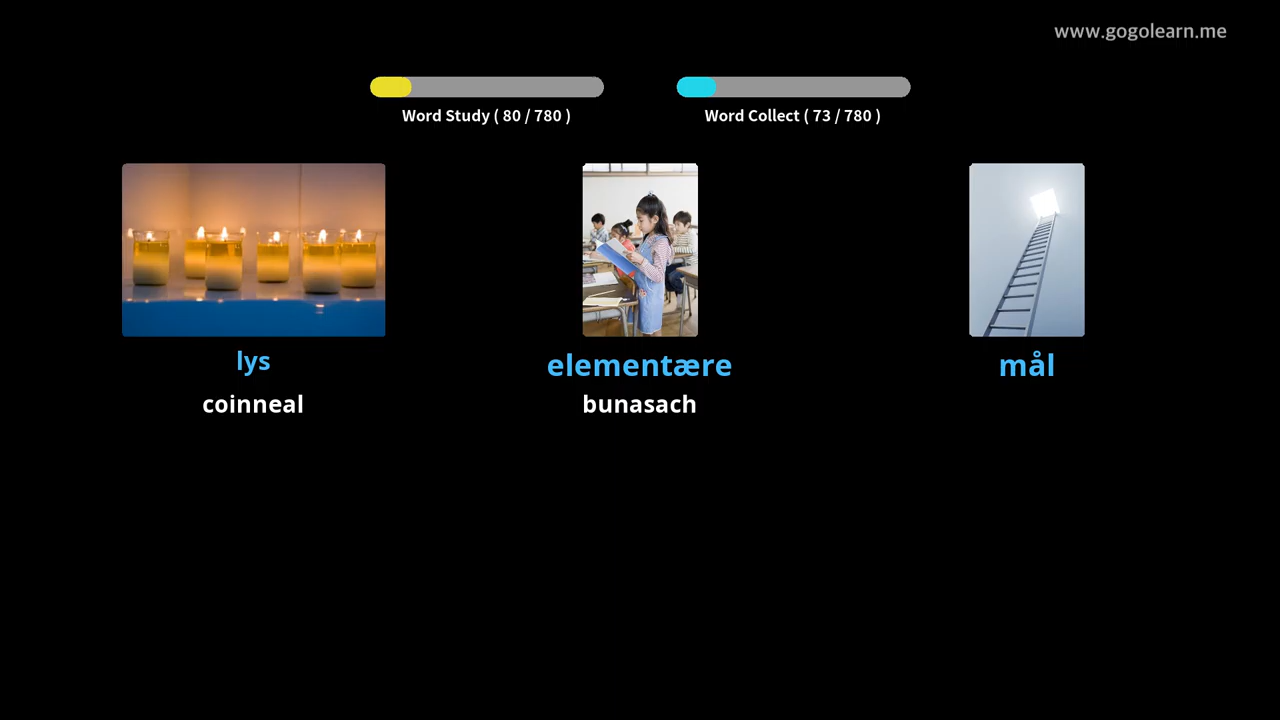 www.gogolearn.me
Word Study ( 80 / 780 )
Word Collect ( 73 / 780 )
lys
elementære
mål
coinneal
bunasach